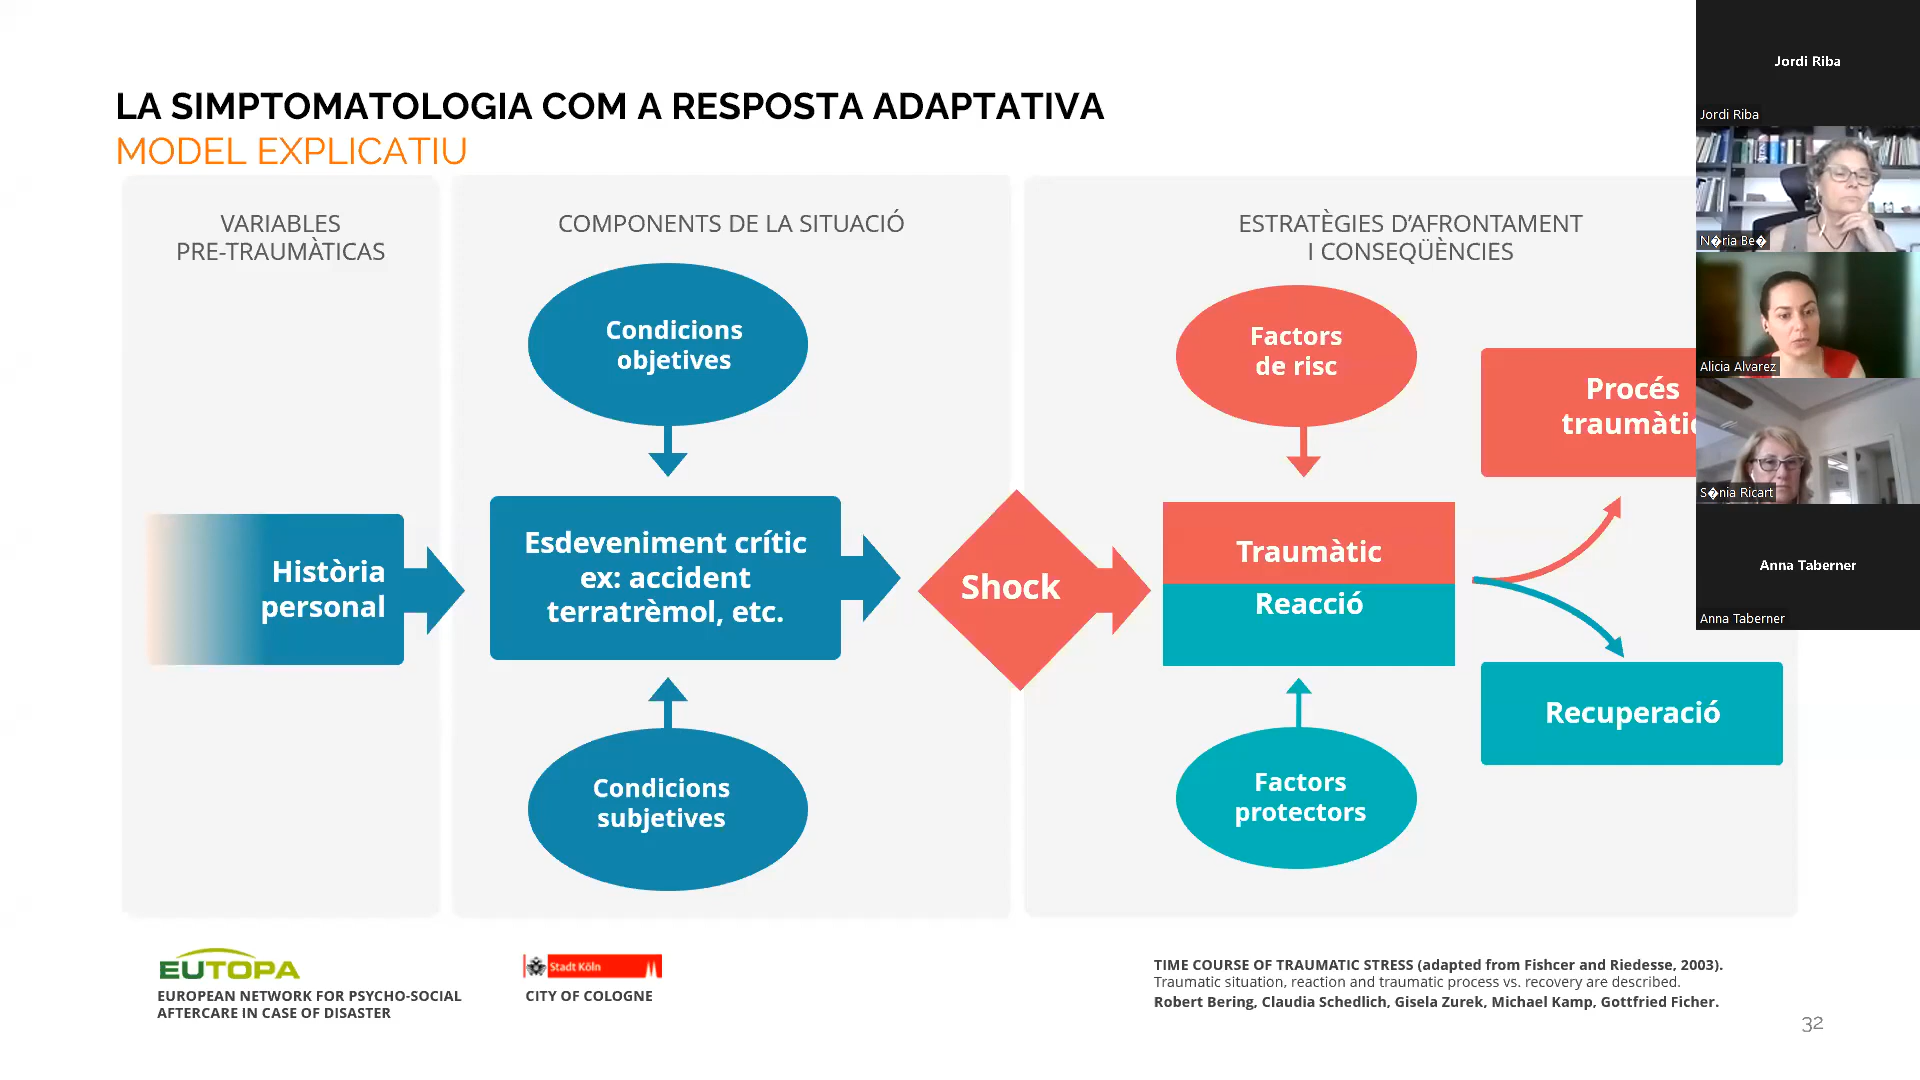 LA SIMPTOMATOLOGIA COM A RESPOSTA ADAPTATIVA
MODEL EXPLICATIU
VARIABLES
PRE-TRAUMÀTICAS
Història
personal
COMPONENTS DE LA SITUACIÓ
Condicions
objetives
Esdeveniment crític
ex: accident
terratrèmol, etc.
Condicions
subjetives
Shock
ESTRATÈGIES D'AFRONTAMENT
I CONSEQÜÈNCIES
Factors
de risc
Traumàtic
Reacció
Factors
protectors
Procés
traumàtic
Recuperació
EUTOPA
EUROPEAN NETWORK FOR PSYCHO-SOCIAL
AFTERCARE IN CASE OF DISASTER
Stadt Köln
CITY OF COLOGNE
TIME COURSE OF TRAUMATIC STRESS (adapted from Fishcer and Riedesse, 2003).
Traumatic situation, reaction and traumatic process vs. recovery are described.
Robert Bering, Claudia Schedlich, Gisela Zurek, Michael Kamp, Gottfried Ficher.
32
Jordi Riba
Jordi Riba
N�ria Be�
Alicia Alvarez
S�nia Ricart
Anna Taberner
Anna Taberner